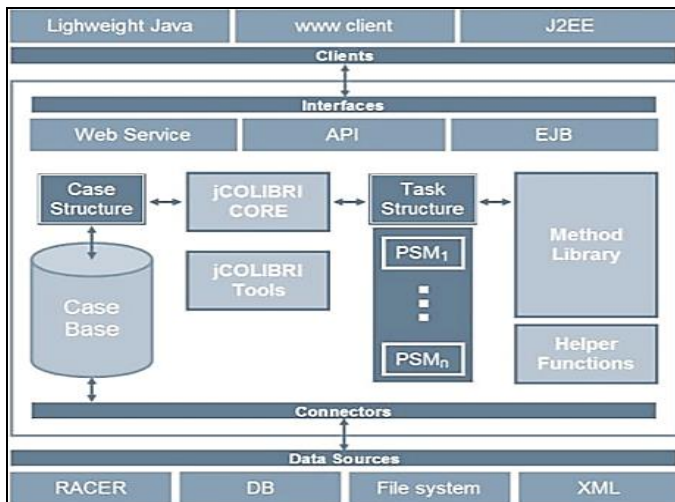 Lighweight Java
www client
J2EE
Clients
Interfaces
Web Service
API
EJB
Case
Structure
jCOLIBRI
CORE
Task
Structure
Method
Library
PSM1
jCOLIBRI
Tools
Case
Base
PSMn
Helper
Functions
Connectors
Data Sources
RACER
DB
File system
XML